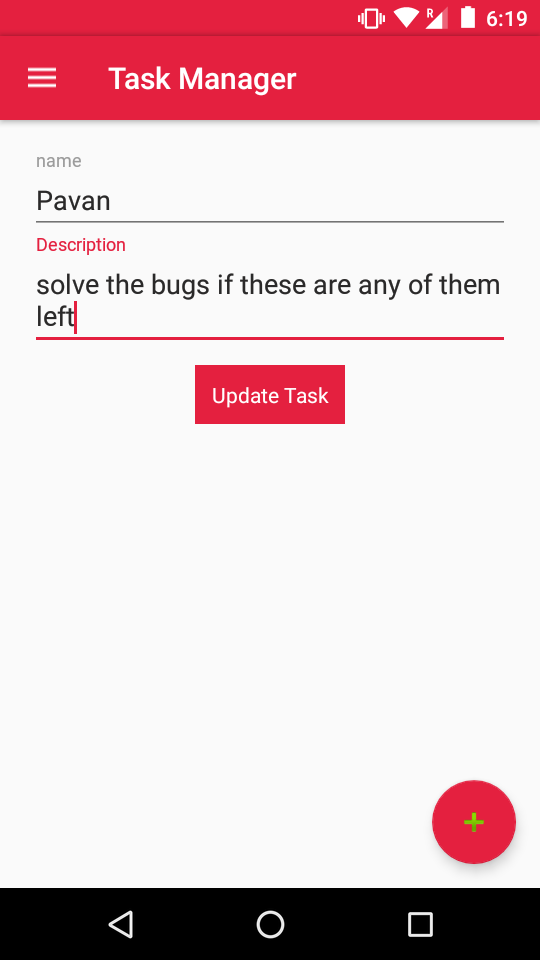 R 6:19
Task Manager
name
Pavan
Description
solve the bugs if these are any of them
left
Update Task
+